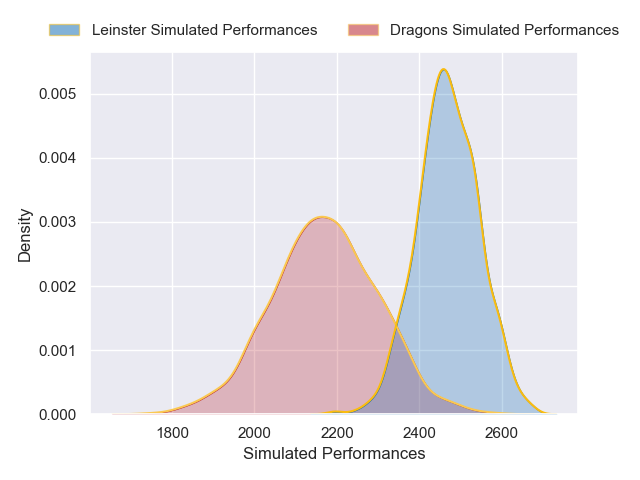 Leinster Simulated Performances Dragons Simulated Performances
0.005
0.004
0.003
0.002
0.001
0.000
Density
1800 2000 2200 2400 2600
Simulated Performances